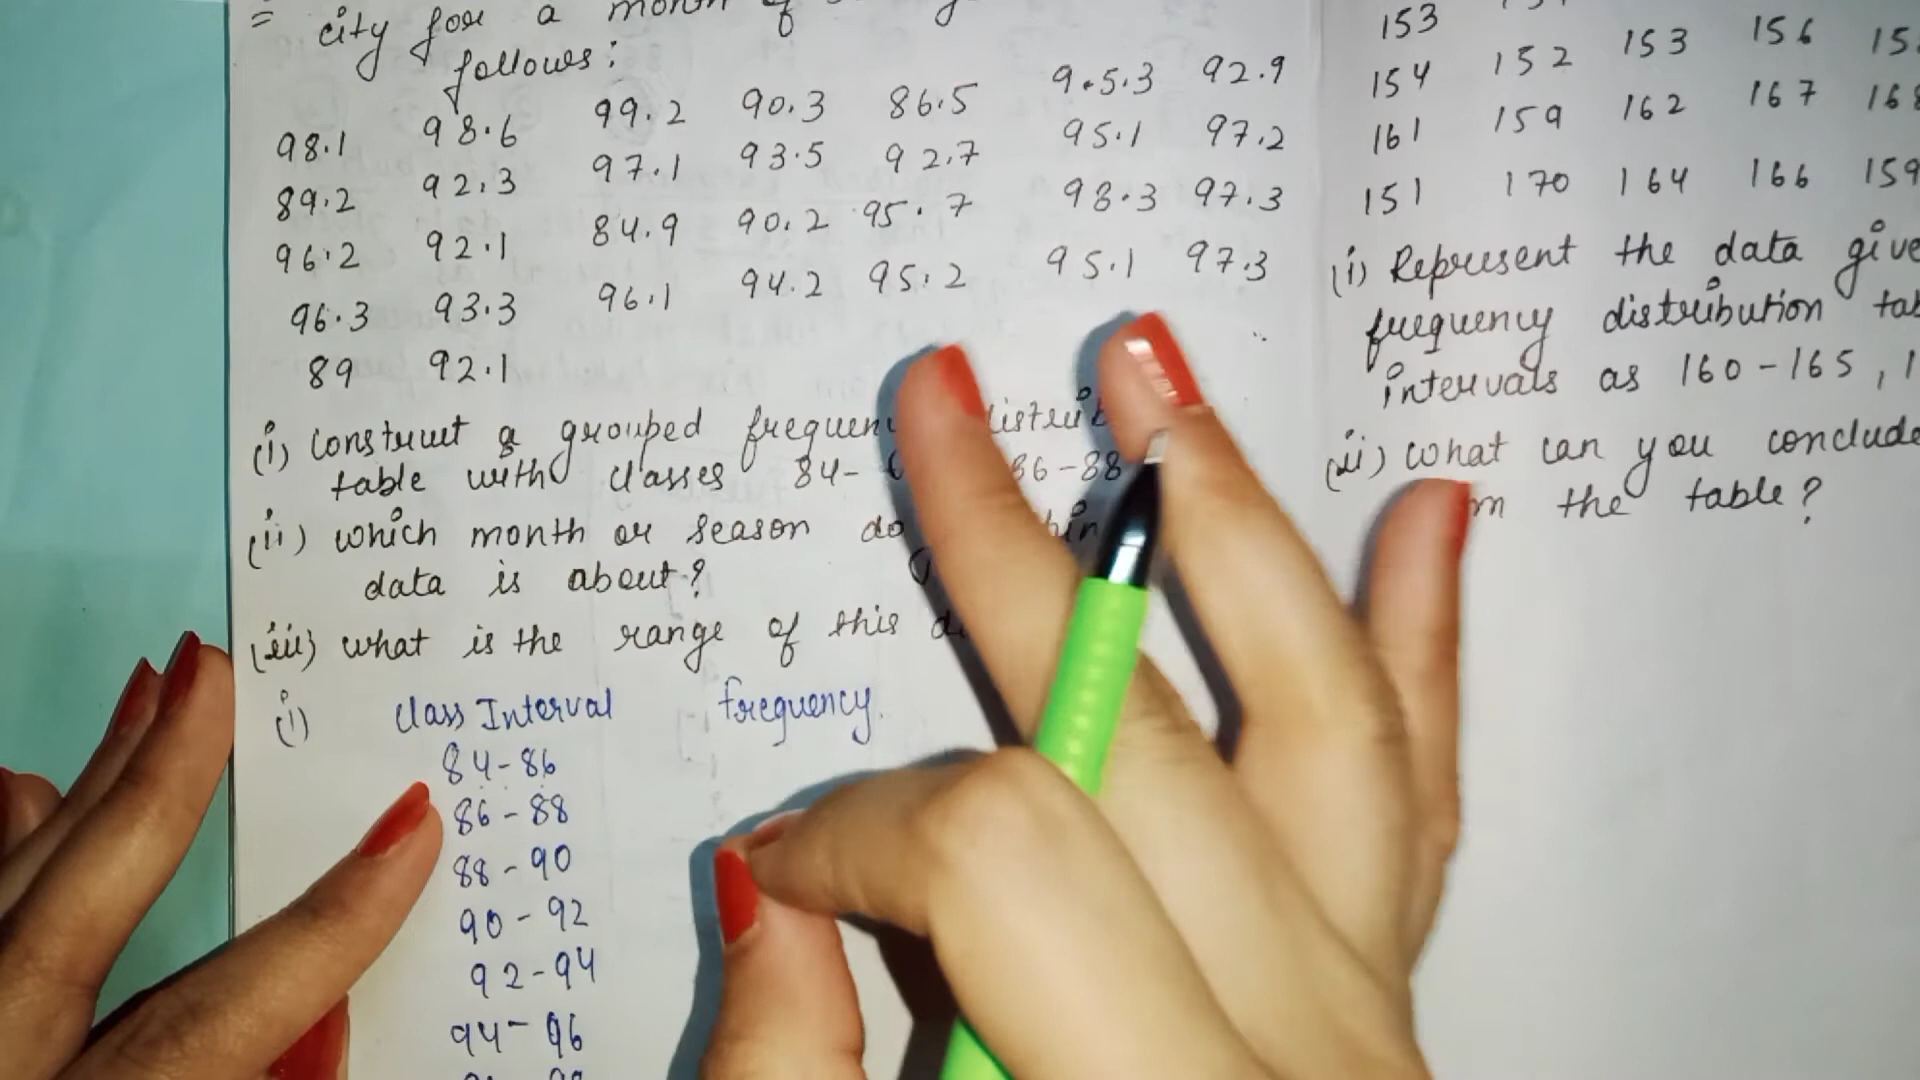 = city for a month
follows:
98.1 98.6 99.2 90.3 86.5 9.5.3 92.9
89.2 92.3 97.1 93.5 92.7 95.1 97.2
96.2 92.1 84.9 90.2 95.7 98.3 97.3
96.3 93.3 96.1 94.2 95.2 95.1 97.3
89 92.1
(i) Construct a grouped
table with classes 84- 86-88
(ii) which month or season do
data is about?
(iii) what is the range of this
(i) Class Interval frequency
84-86
86-88
88-90
90-92
92-94
94-96
153
154 152 153 156
161 159 162 167
151 170 164 166 159
(i) Represent the data
frequency distribution
intervals as 160-165,
(ii) What can you conclude
the table?